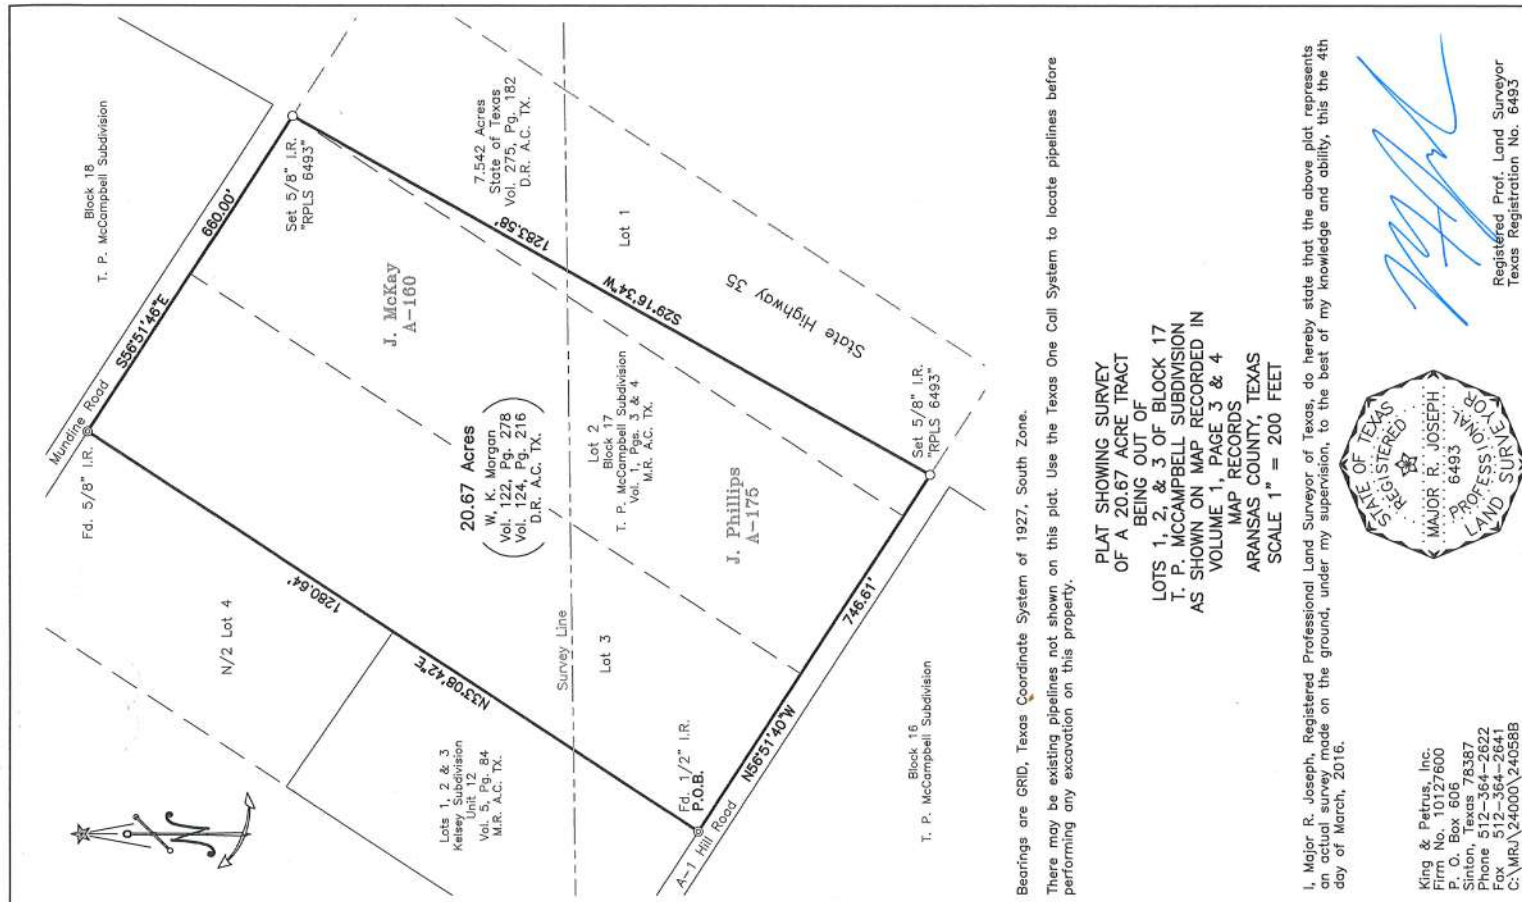 Block 18
T. P. McCampbell Subdivision
Mundine Road
S56°51'46"E
660.00'
Fd. 5/8" I.R.
Set 5/8" I.R.
"RPLS 6493"
7.542 Acres
State of Texas
Vol. 275, Pg. 182
D.R. A.C. TX.
N/2 Lot 4
1280.64'
N33°08'42"E
J. McKay
A-160
1283.58'
S29°16'34"W
Lot 1
State Highway 35
20.67 Acres
W. K. Morgan
Vol. 122, Pg. 278
Vol. 124, Pg. 216
D.R. A.C. TX.
Lots 1, 2 & 3
Kelsey Subdivision
Unit 12
Vol. 5, Pg. 84
M.R. A.C. TX.
Survey Line
Lot 3
Lot 2
Block 17
T. P. McCampbell Subdivision
Vol. 1, Pgs. 3 & 4
M.R. A.C. TX.
J. Phillips
A-175
Fd. 1/2" I.R.
P.O.B.
A-1 Hill Road
N56°51'40"W
746.61'
Set 5/8" I.R.
"RPLS 6493"
Block 16
T. P. McCampbell Subdivision
Bearings are GRID, Texas Coordinate System of 1927, South Zone.
There may be existing pipelines not shown on this plat. Use the Texas One Call System to locate pipelines before
performing any excavation on this property.
PLAT SHOWING SURVEY
OF A 20.67 ACRE TRACT
BEING OUT OF
LOTS 1, 2, & 3 OF BLOCK 17
T. P. MCCAMPBELL SUBDIVISION
AS SHOWN ON MAP RECORDED IN
VOLUME 1, PAGE 3 & 4
MAP RECORDS
ARANSAS COUNTY, TEXAS
SCALE 1" = 200 FEET
I, Major R. Joseph, Registered Professional Land Surveyor of Texas, do hereby state that the above plat represents
an actual survey made on the ground, under my supervision, to the best of my knowledge and ability, this the 4th
day of March, 2016.
King & Petrus, Inc.
Firm No. 10127600
P. O. Box 606
Sinton, Texas 78387
Phone 512-364-2622
Fax 512-364-2641
C:\MRJ\24000\24058B
STATE OF TEXAS
REGISTERED
MAJOR R. JOSEPH
6493
PROFESSIONAL
LAND SURVEYOR
Registered Prof. Land Surveyor
Texas Registration No. 6493